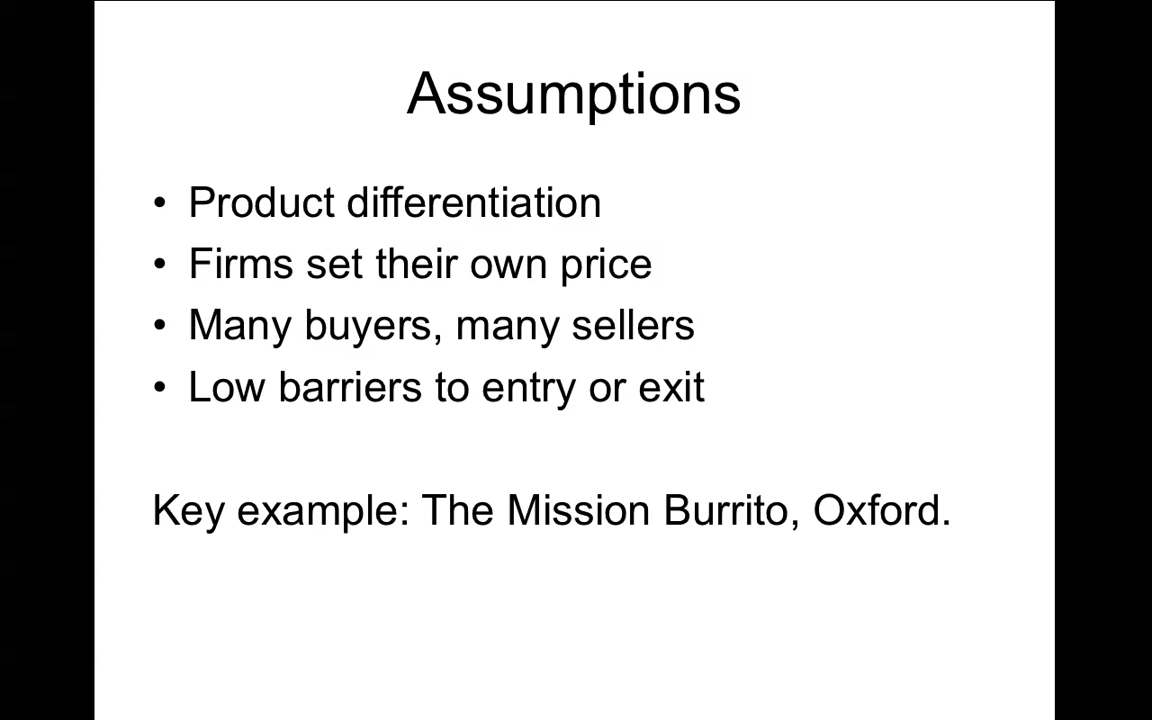 Assumptions
• Product differentiation
• Firms set their own price
• Many buyers, many sellers
• Low barriers to entry or exit
Key example: The Mission Burrito, Oxford.